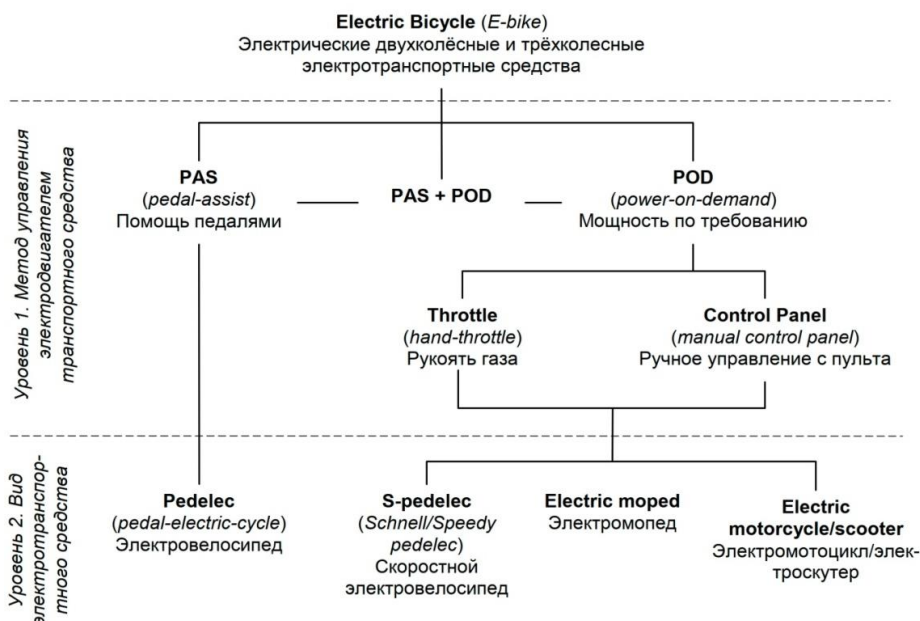 Electric Bicycle (E-bike)
Электрические двухколёсные и трёхколесные
электротранспортные средства
Уровень 1. Метод управления
электродвигателем
транспортного средства
PAS
(pedal-assist)
Помощь педалями
PAS + POD
POD
(power-on-demand)
Мощность по требованию
Throttle
(hand-throttle)
Рукоять газа
Control Panel
(manual control panel)
Ручное управление с пульта
Уровень 2. Вид
электротранспор-
тного средства
Pedelec
(pedal-electric-cycle)
Электровелосипед
S-pedelec
(Schnell/Speedy
pedelec)
Скоростной
электровелосипед
Electric moped
Электромопед
Electric
motorcycle/scooter
Электромотоцикл/элек-
троскутер